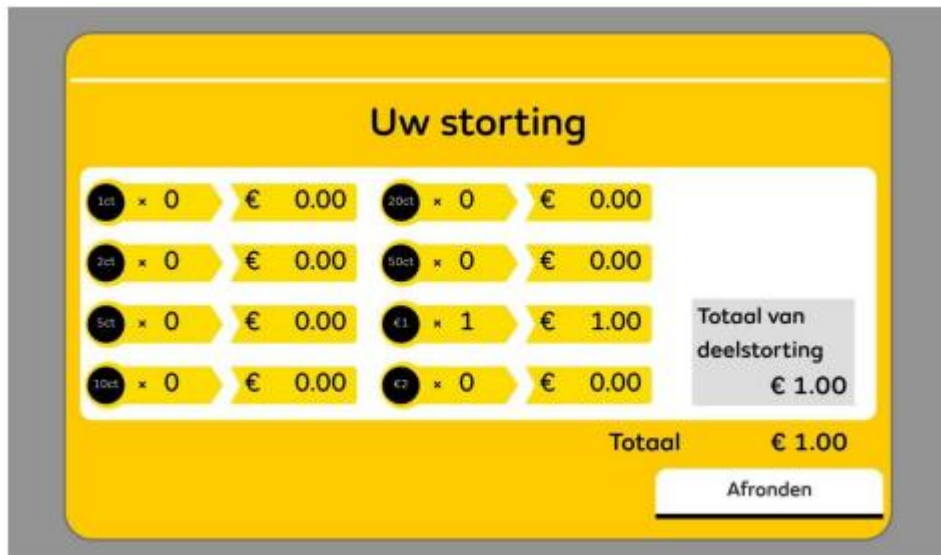 Uw storting
1ct × 0 € 0.00 20ct × 0 € 0.00
2ct × 0 € 0.00 50ct × 0 € 0.00
5ct × 0 € 0.00 €1 × 1 € 1.00
Totaal van
deelstorting
10ct × 0 € 0.00 €2 × 0 € 0.00
€ 1.00
Totaal € 1.00
Afronden